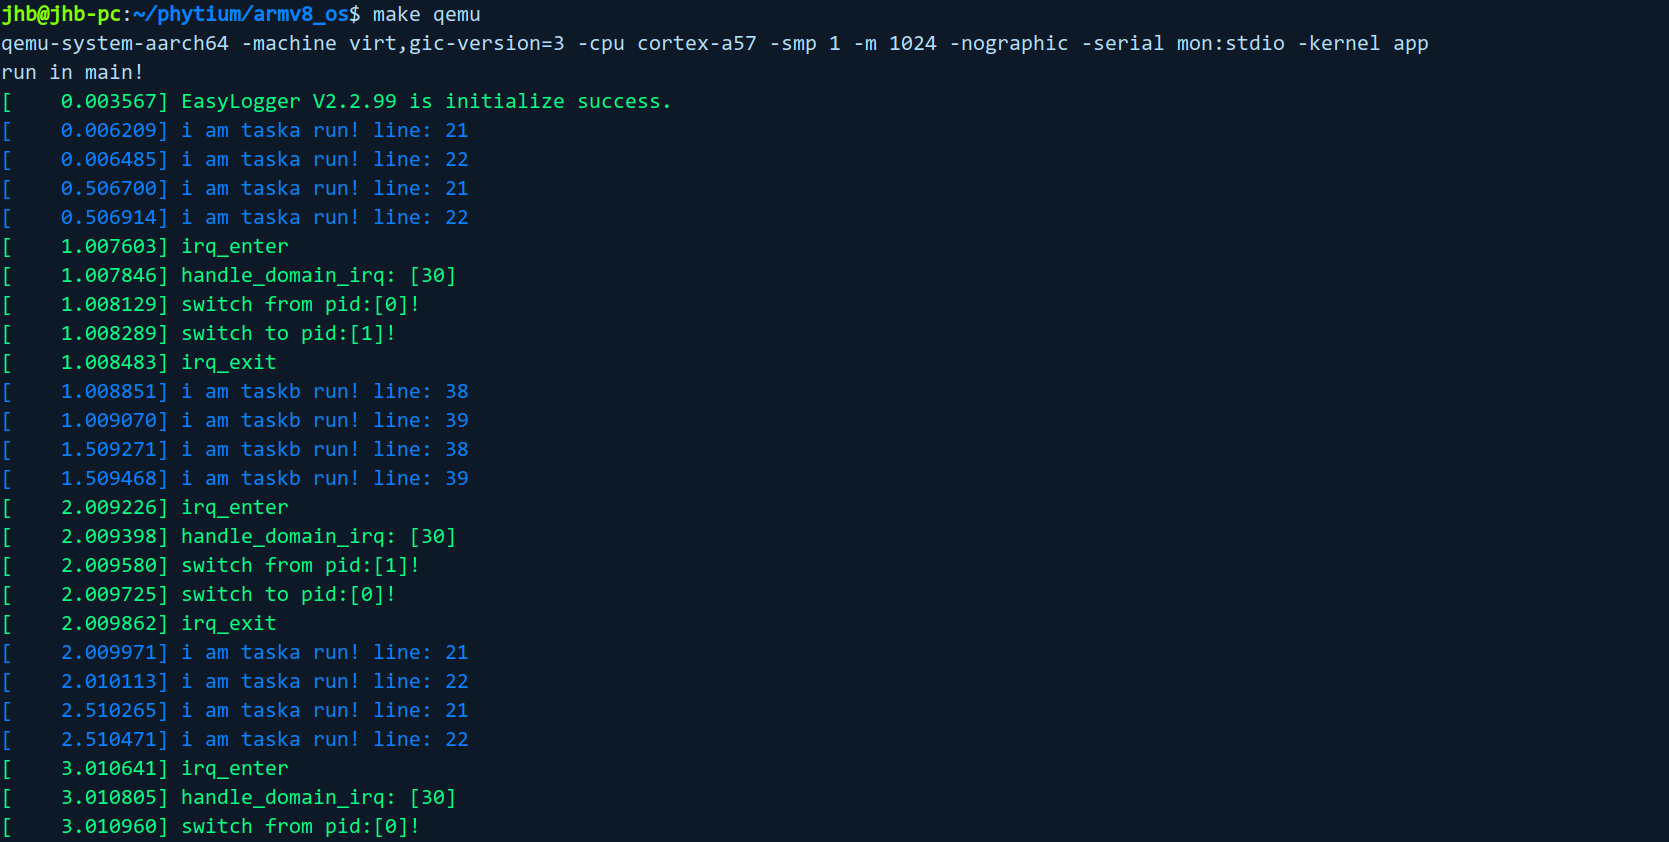 jhb@jhb-pc:~/phytium/armv8_os$ make qemu
qemu-system-aarch64 -machine virt,gic-version=3 -cpu cortex-a57 -smp 1 -m 1024 -nographic -serial mon:stdio -kernel app
run in main!
[    0.003567] EasyLogger V2.2.99 is initialize success.
[    0.006209] i am taska run! line: 21
[    0.006485] i am taska run! line: 22
[    0.506700] i am taska run! line: 21
[    0.506914] i am taska run! line: 22
[    1.007603] irq_enter
[    1.007846] handle_domain_irq: [30]
[    1.008129] switch from pid:[0]!
[    1.008289] switch to pid:[1]!
[    1.008483] irq_exit
[    1.008851] i am taskb run! line: 38
[    1.009070] i am taskb run! line: 39
[    1.509271] i am taskb run! line: 38
[    1.509468] i am taskb run! line: 39
[    2.009226] irq_enter
[    2.009398] handle_domain_irq: [30]
[    2.009580] switch from pid:[1]!
[    2.009725] switch to pid:[0]!
[    2.009862] irq_exit
[    2.009971] i am taska run! line: 21
[    2.010113] i am taska run! line: 22
[    2.510265] i am taska run! line: 21
[    2.510471] i am taska run! line: 22
[    3.010641] irq_enter
[    3.010805] handle_domain_irq: [30]
[    3.010960] switch from pid:[0]!